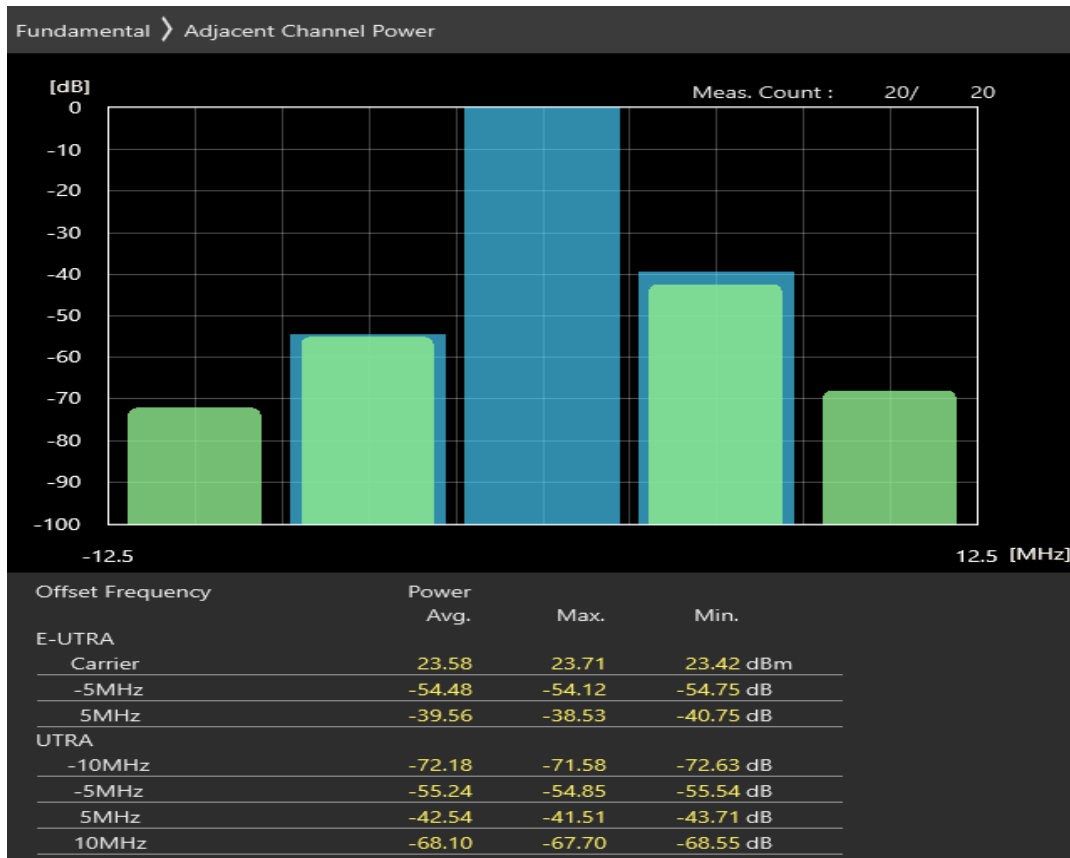 Fundamental ❯ Adjacent Channel Power
[dB]
Meas. Count : 20/ 20
0
-10
-20
-30
-40
-50
-60
-70
-80
-90
-100
-12.5 12.5 [MHz]
Offset Frequency Power
Avg. Max. Min.
E-UTRA
Carrier 23.58 23.71 23.42 dBm
-5MHz -54.48 -54.12 -54.75 dB
5MHz -39.56 -38.53 -40.75 dB
UTRA
-10MHz -72.18 -71.58 -72.63 dB
-5MHz -55.24 -54.85 -55.54 dB
5MHz -42.54 -41.51 -43.71 dB
10MHz -68.10 -67.70 -68.55 dB